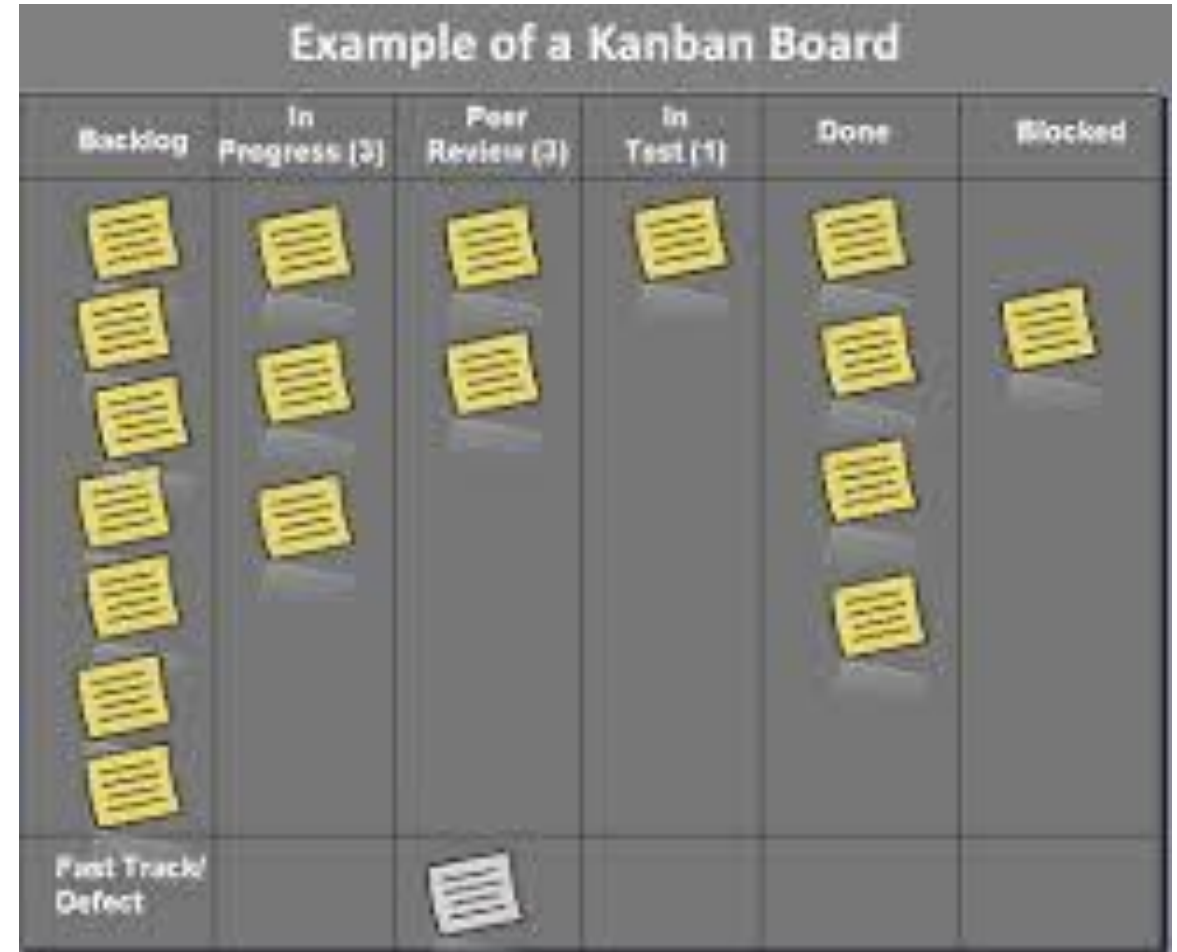 Example of a Kanban Board
Backlog
In
Progress (3)
Peer
Review (3)
In
Test (1)
Done
Blocked
Fast Track/
Defect